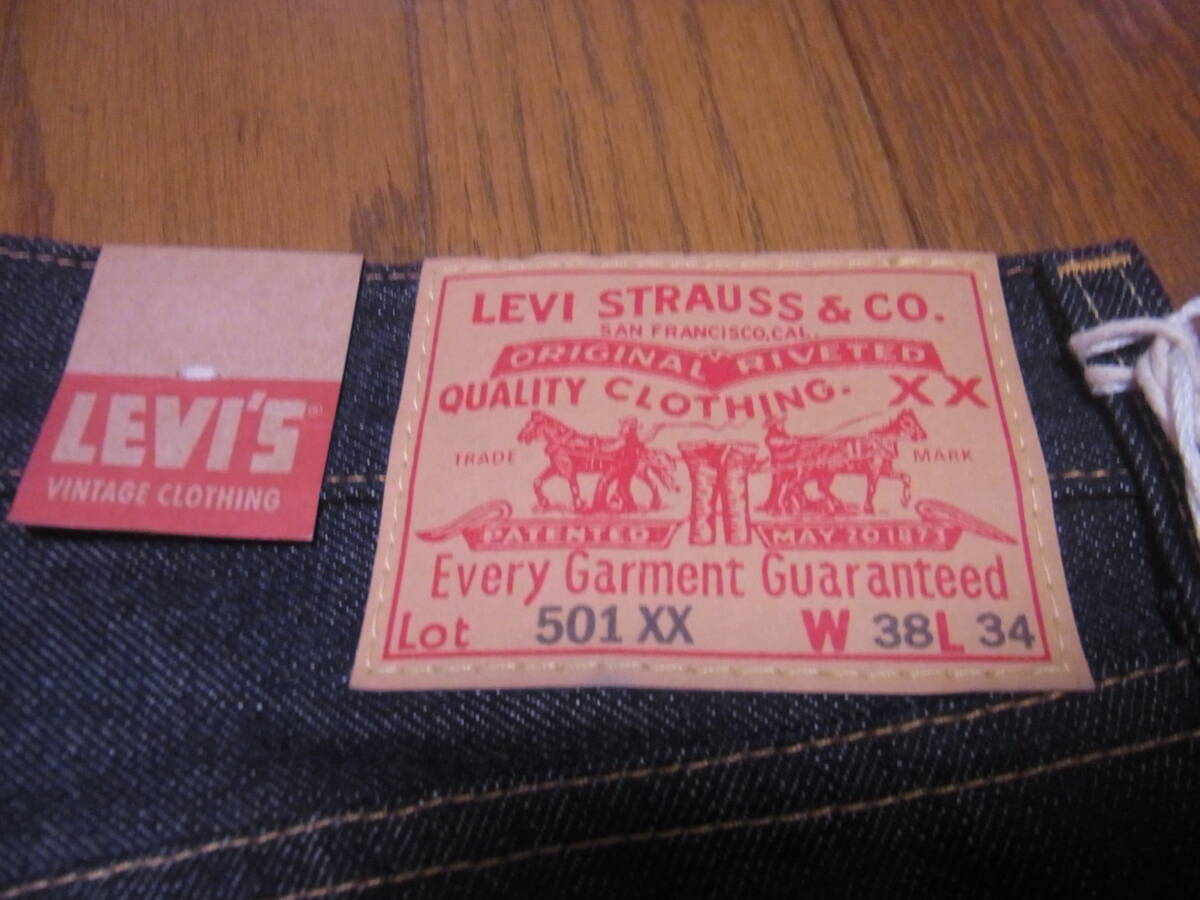 LEVI'S®
VINTAGE CLOTHING
LEVI STRAUSS & CO.
SAN FRANCISCO, CAL.
ORIGINAL RIVETED
QUALITY CLOTHING. XX
TRADE MARK
PATENTED MAY 20 1873
Every Garment Guaranteed
Lot 501 XX W 38 L 34